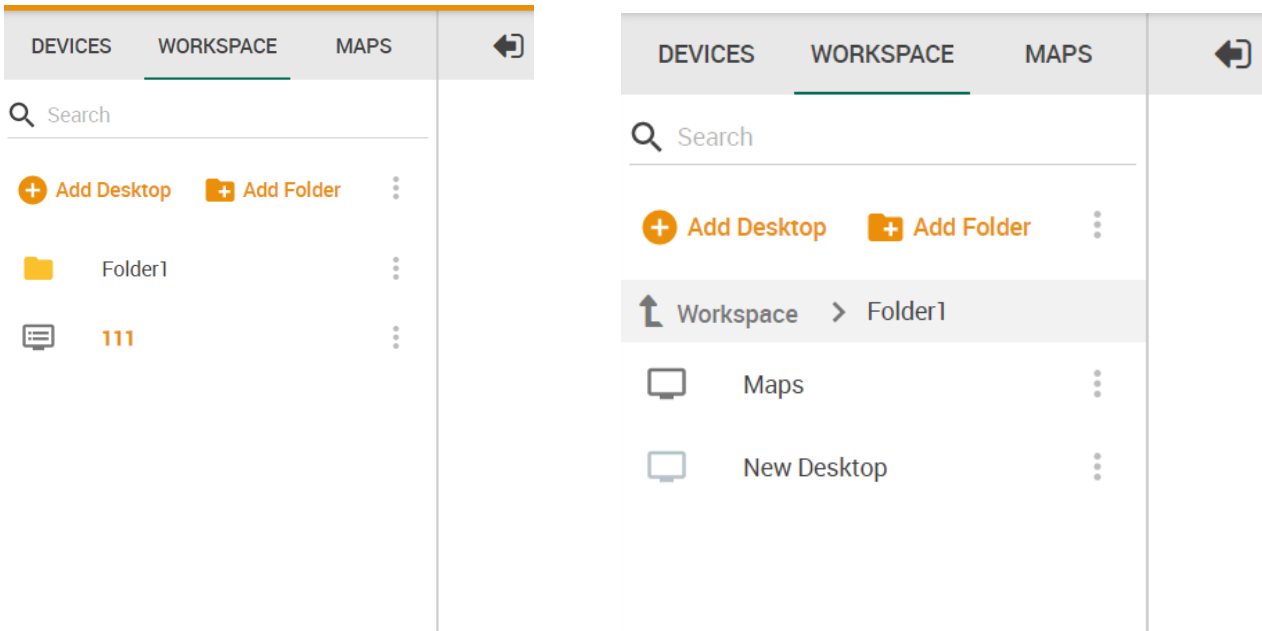 DEVICES WORKSPACE MAPS
Search
Add Desktop Add Folder
Folder1
111
DEVICES WORKSPACE MAPS
Search
Add Desktop Add Folder
Workspace > Folder1
Maps
New Desktop